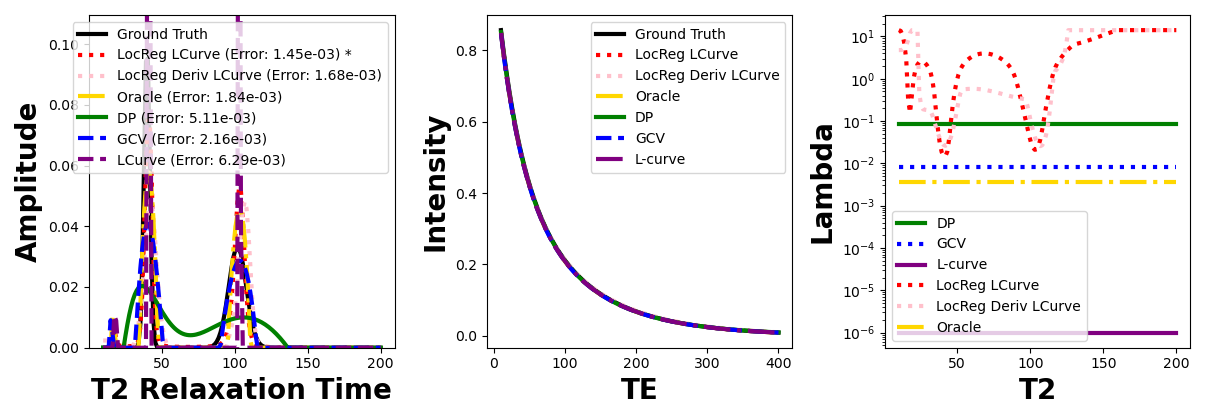 Amplitude
0.10
0.08
0.06
0.04
0.02
0.00
50
100
150
200
T2 Relaxation Time
Ground Truth
LocReg LCurve (Error: 1.45e-03) *
LocReg Deriv LCurve (Error: 1.68e-03)
Oracle (Error: 1.84e-03)
DP (Error: 5.11e-03)
GCV (Error: 2.16e-03)
LCurve (Error: 6.29e-03)
Intensity
0.8
0.6
0.4
0.2
0.0
0
100
200
300
400
TE
Ground Truth
LocReg LCurve
LocReg Deriv LCurve
Oracle
DP
GCV
L-curve
Lambda
10¹
10⁰
10⁻¹
10⁻²
10⁻³
10⁻⁴
10⁻⁵
10⁻⁶
50
100
150
200
T2
DP
GCV
L-curve
LocReg LCurve
LocReg Deriv LCurve
Oracle